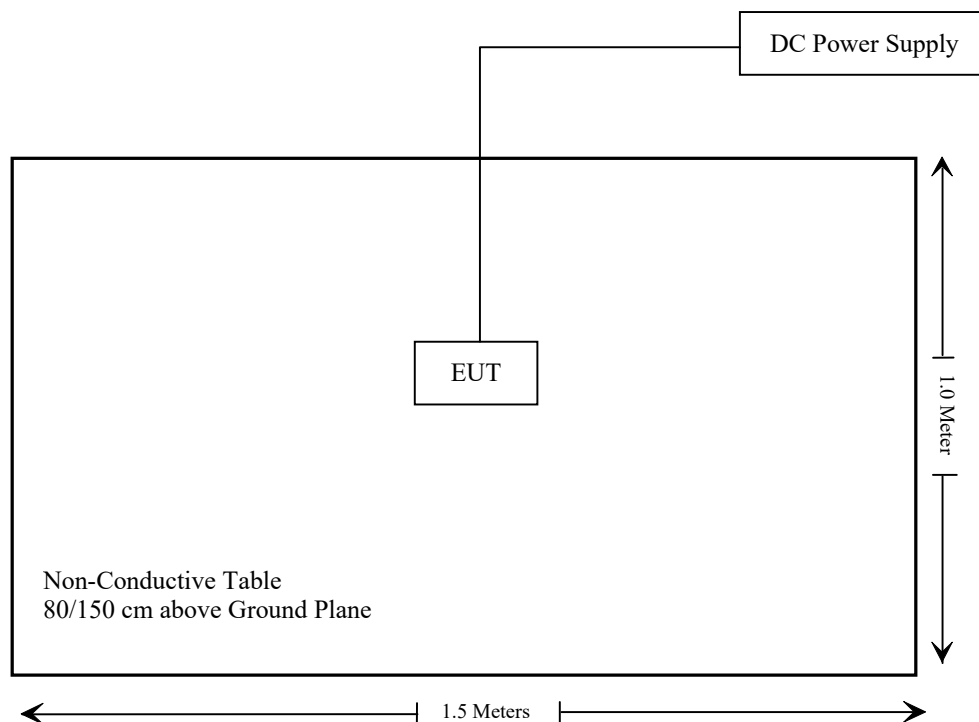 DC Power Supply
EUT
1.0 Meter
Non-Conductive Table
80/150 cm above Ground Plane
1.5 Meters